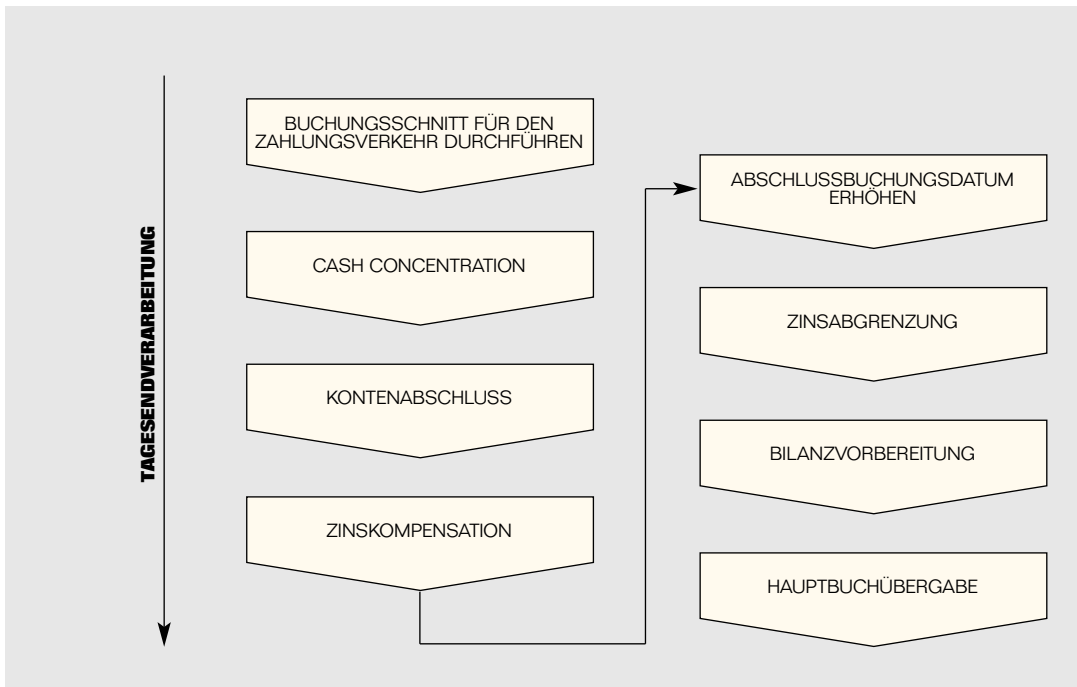 TAGESENDVERARBEITUNG
BUCHUNGSSCHNITT FÜR DEN
ZAHLUNGSVERKEHR DURCHFÜHREN
CASH CONCENTRATION
KONTENABSCHLUSS
ZINSKOMPENSATION
ABSCHLUSSBUCHUNGSDATUM
ERHÖHEN
ZINSABGRENZUNG
BILANZVORBEREITUNG
HAUPTBUCHÜBERGABE